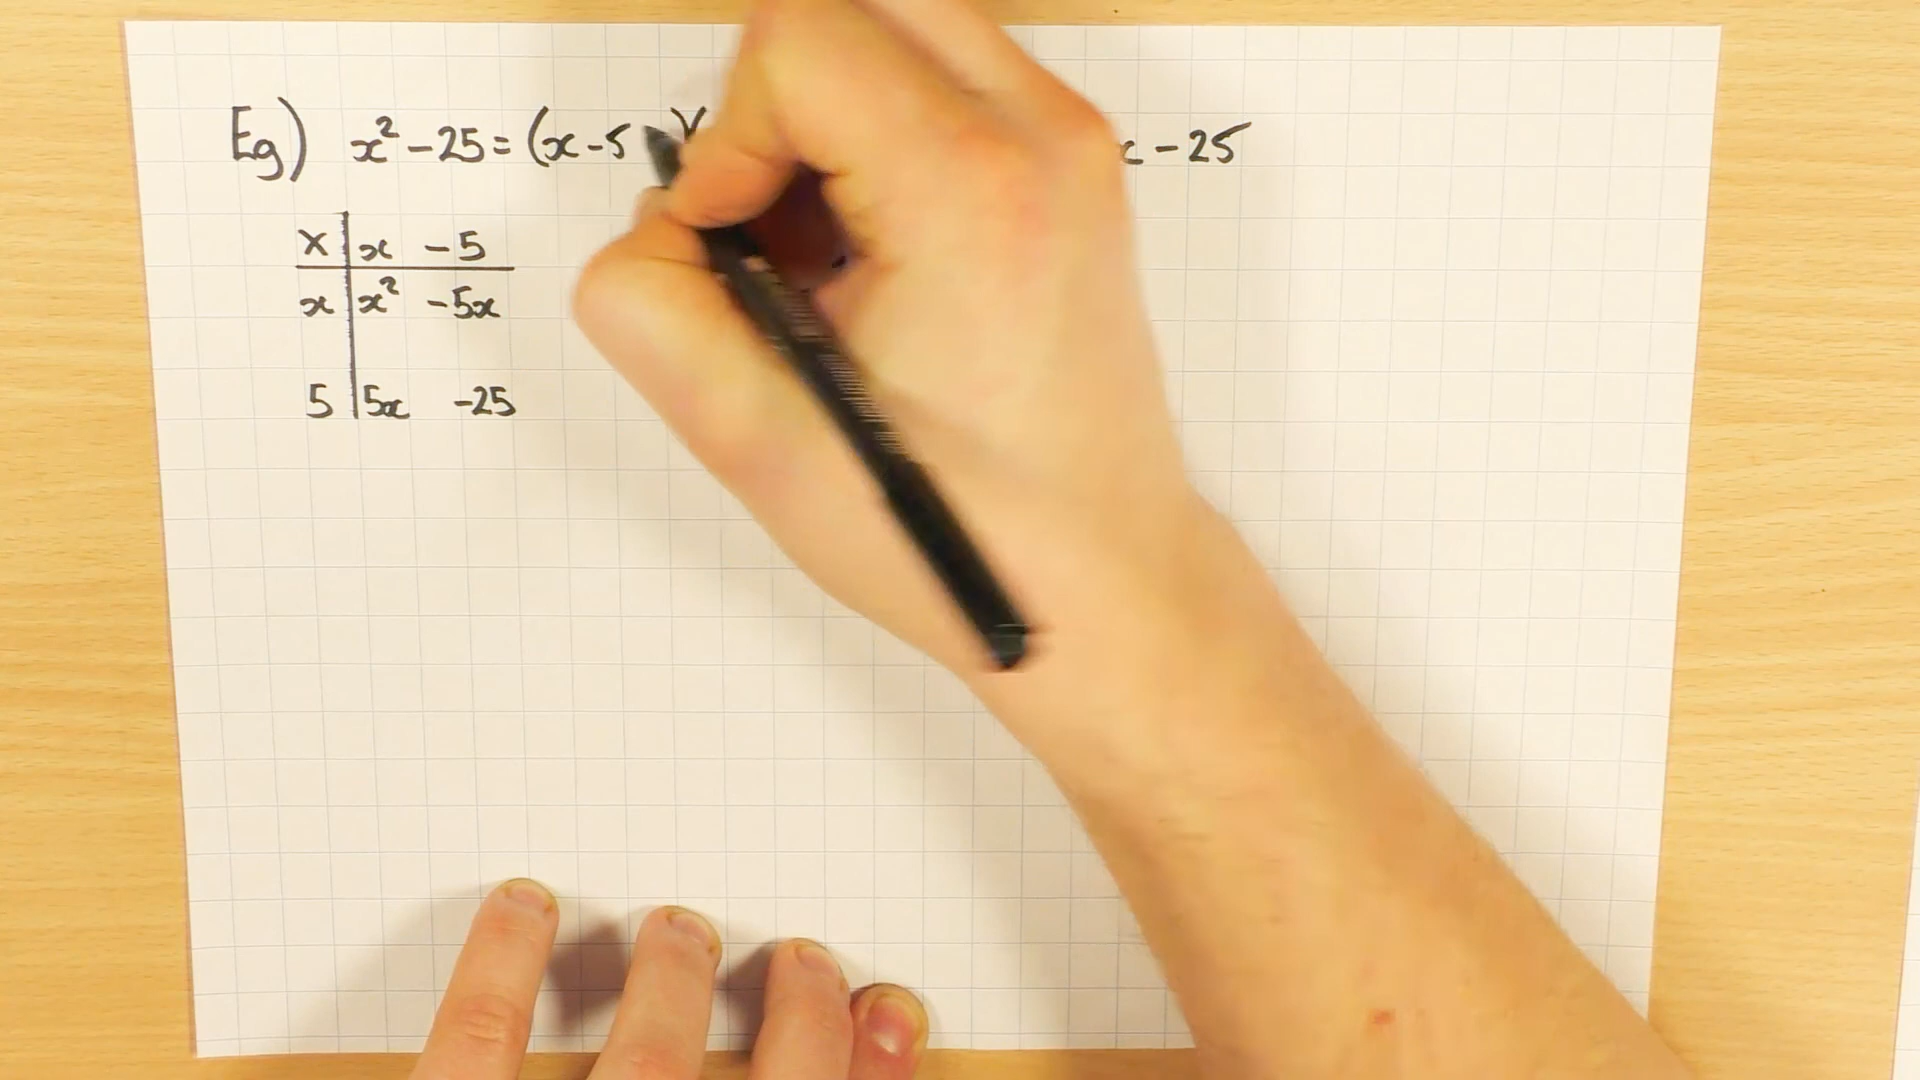 Eg) x² - 25 = (x - 5 )( x - 25
× | x - 5
x | x² - 5x
5 | 5x - 25